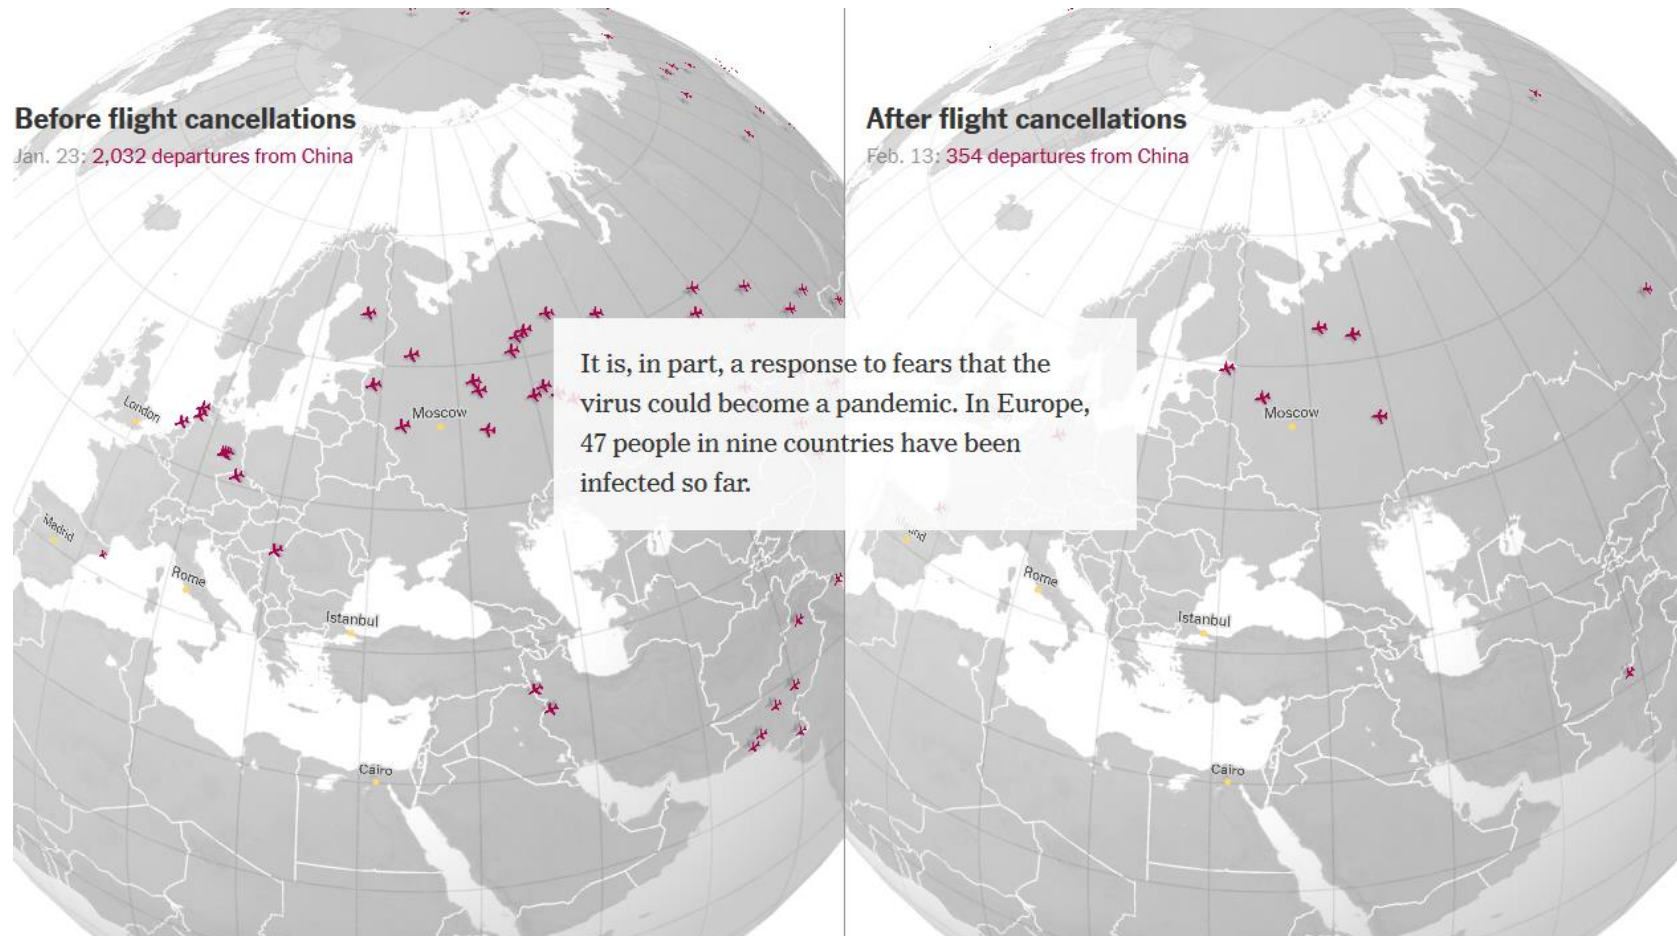 Before flight cancellations
Jan. 23: 2,032 departures from China
London
Moscow
Madrid
Rome
Istanbul
Cairo
After flight cancellations
Feb. 13: 354 departures from China
Moscow
Rome
Istanbul
Cairo
It is, in part, a response to fears that the
virus could become a pandemic. In Europe,
47 people in nine countries have been
infected so far.